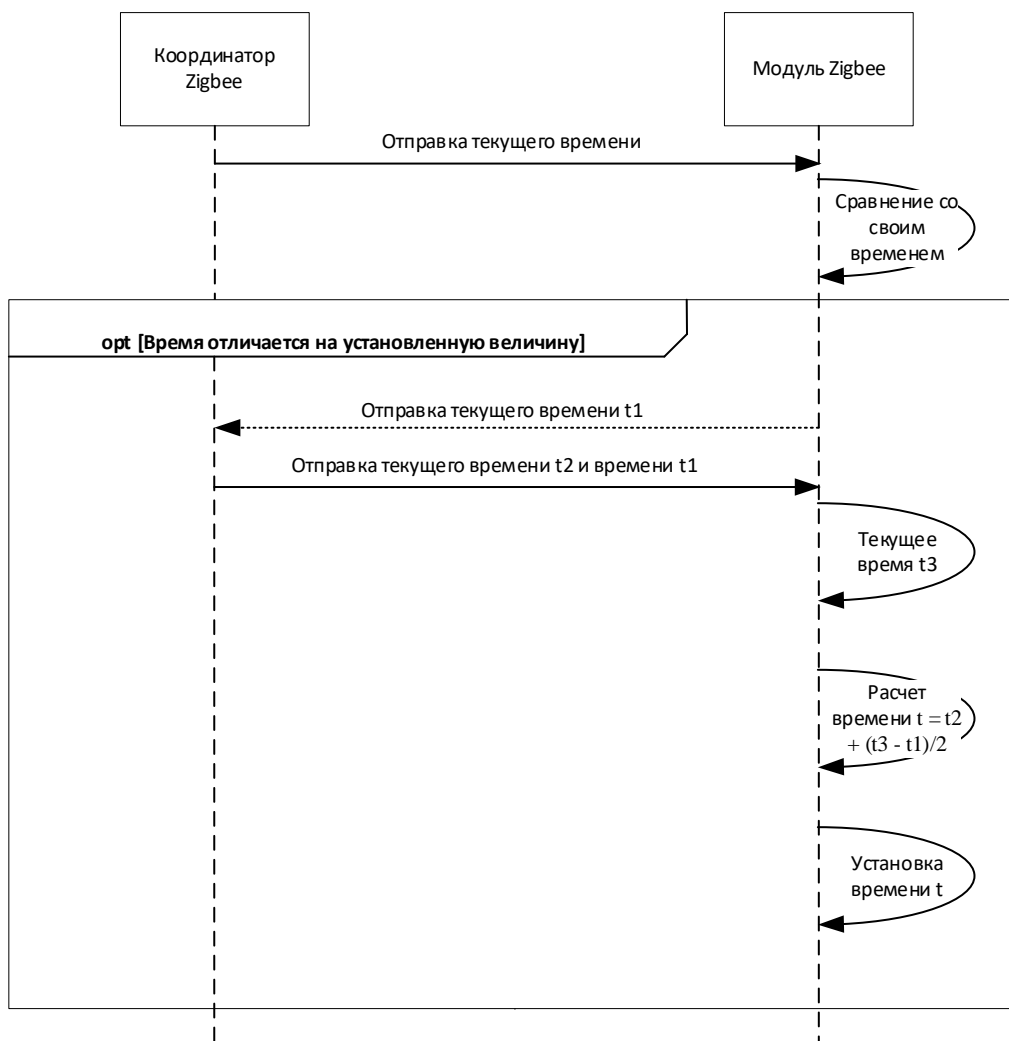 Координатор
Zigbee
Модуль Zigbee
Отправка текущего времени
Сравнение со
своим
временем
opt [Время отличается на установленную величину]
Отправка текущего времени t1
Отправка текущего времени t2 и времени t1
Текущее
время t3
Расчет
времени t = t2
+ (t3 - t1)/2
Установка
времени t